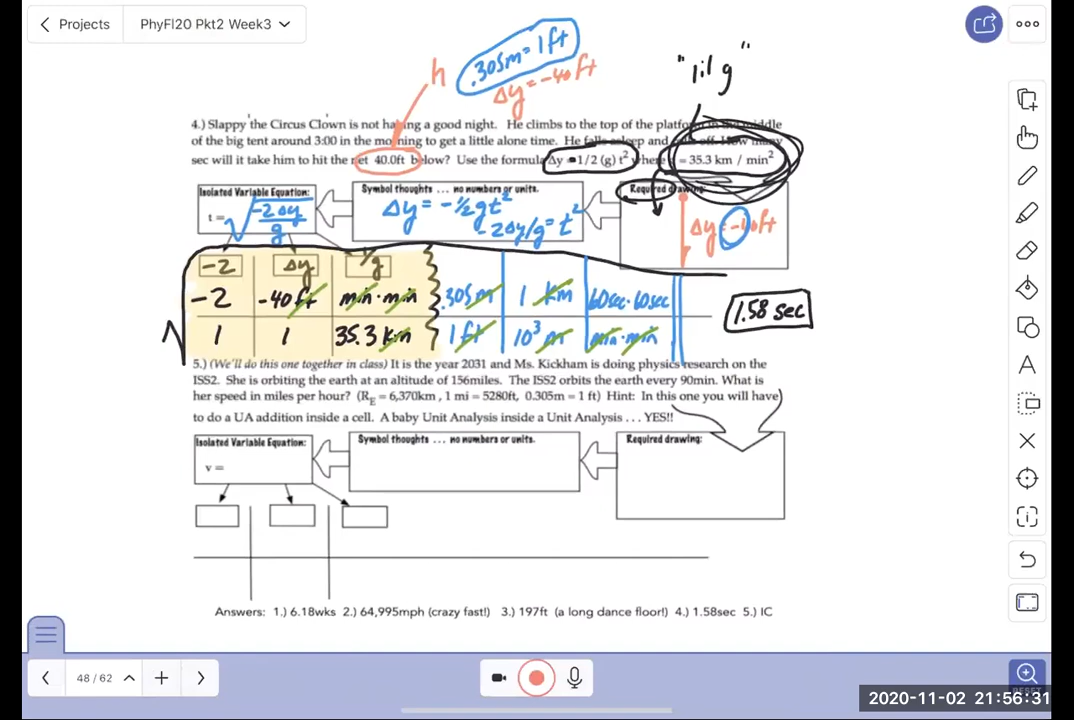 Projects
PhyFl20 Pkt2 Week3
h
.305m = 1ft
Δy = -40ft
"lil g"
4.) Slappy the Circus Clown is not having a good night. He climbs to the top of the platform in the middle
of the big tent around 3:00 in the morning to get a little alone time. He falls asleep and off. How many
sec will it take him to hit the net 40.0ft below? Use the formula Δy = 1/2 (g) t² where = 35.3 km / min²
Isolated Variable Equation:
t = √-2Δy/g
Symbol thoughts ... no numbers or units.
Δy = -½gt²
-2Δy/g = t²
Required drawing:
Δy = -40ft
-2 Δy 1/g
-2 -40ft min·min .305m 1 km 60sec·60sec
1 1 35.3 km 1ft 10³ m min·min
1.58 sec
5.) (We'll do this one together in class) It is the year 2031 and Ms. Kickham is doing physics research on the
ISS2. She is orbiting the earth at an altitude of 156miles. The ISS2 orbits the earth every 90min. What is
her speed in miles per hour? (RE = 6,370km , 1 mi = 5280ft, 0.305m = 1 ft) Hint: In this one you will have
to do a UA addition inside a cell. A baby Unit Analysis inside a Unit Analysis . . . YES!!
Isolated Variable Equation:
v =
Symbol thoughts ... no numbers or units.
Required drawing:
Answers: 1.) 6.18wks 2.) 64,995mph (crazy fast!) 3.) 197ft (a long dance floor!) 4.) 1.58sec 5.) IC
48 / 62
RESET
2020-11-02 21:56:31